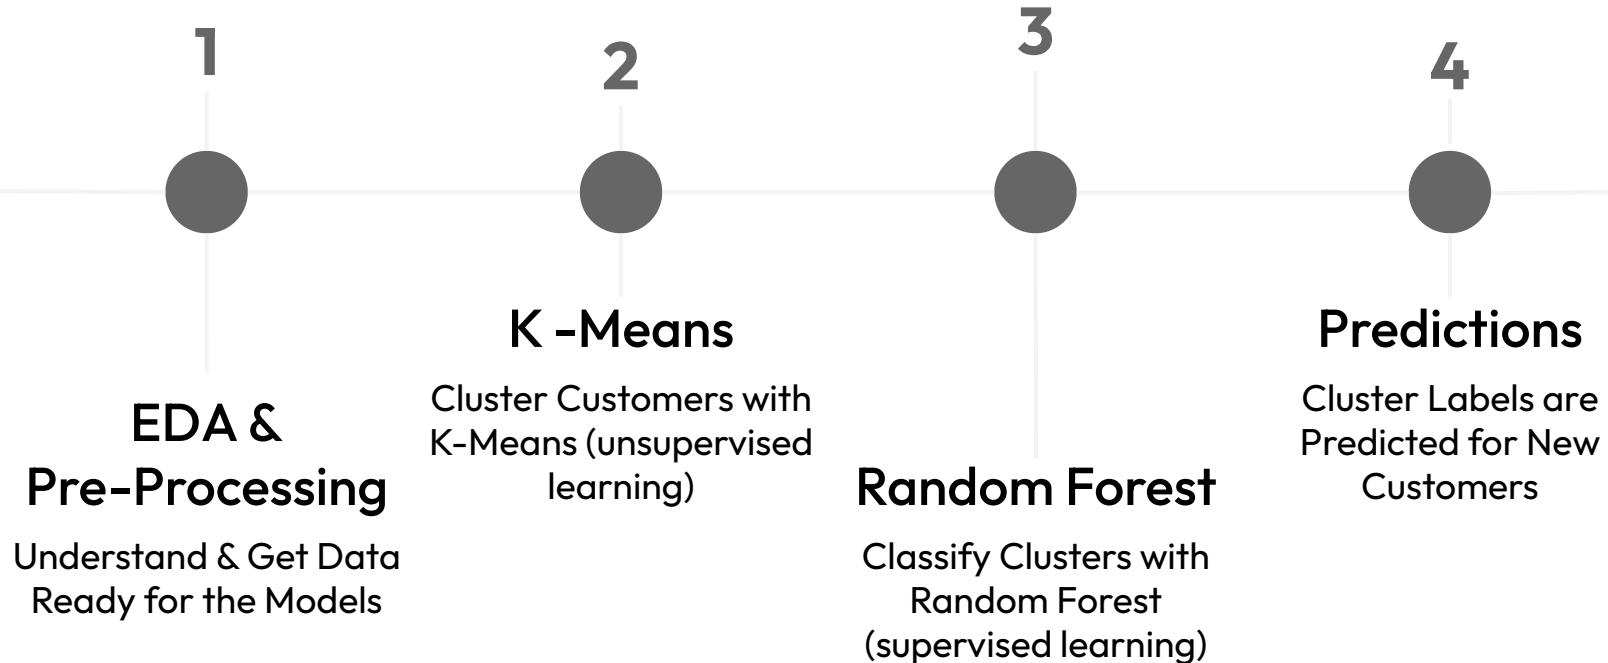 1
EDA &
Pre-Processing
Understand & Get Data
Ready for the Models
2
K -Means
Cluster Customers with
K-Means (unsupervised
learning)
3
Random Forest
Classify Clusters with
Random Forest
(supervised learning)
4
Predictions
Cluster Labels are
Predicted for New
Customers